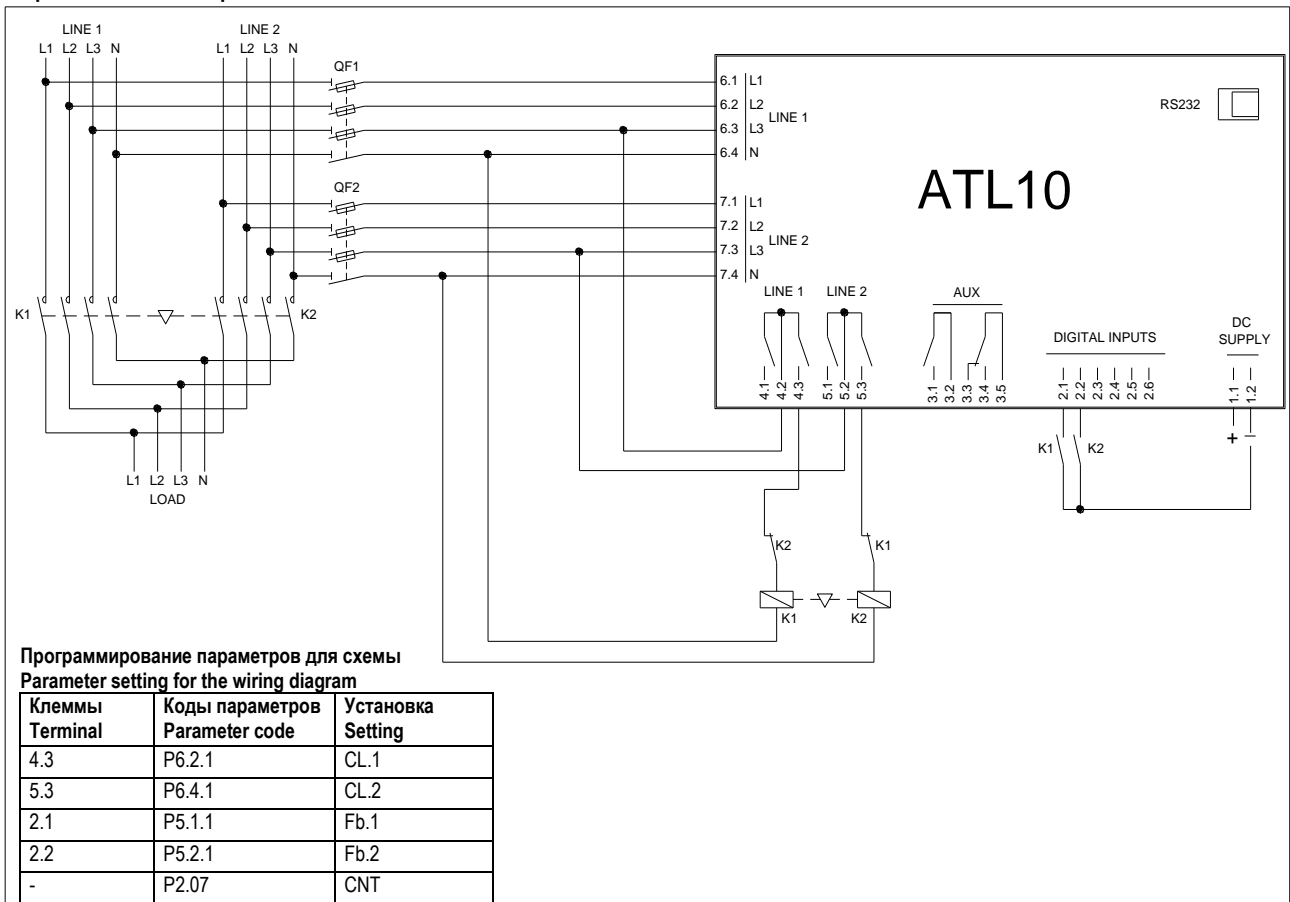 LINE 1 LINE 2
L1 L2 L3 N L1 L2 L3 N
QF1
6.1 L1
6.2 L2
6.3 L3
6.4 N
LINE 1
RS232
ATL10
QF2
7.1 L1
7.2 L2
7.3 L3
7.4 N
LINE 2
K1 K2
LINE 1 LINE 2 AUX
DIGITAL INPUTS
DC
SUPPLY
4.1 4.2 4.3 5.1 5.2 5.3 3.1 3.2 3.3 3.4 3.5 2.1 2.2 2.3 2.4 2.5 2.6 1.1 1.2
+ –
K1 K2
L1 L2 L3 N
LOAD
K2 K1
K1 K2
Программирование параметров для схемы
Parameter setting for the wiring diagram
Клеммы Коды параметров Установка
Terminal Parameter code Setting
4.3 P6.2.1 CL.1
5.3 P6.4.1 CL.2
2.1 P5.1.1 Fb.1
2.2 P5.2.1 Fb.2
- P2.07 CNT